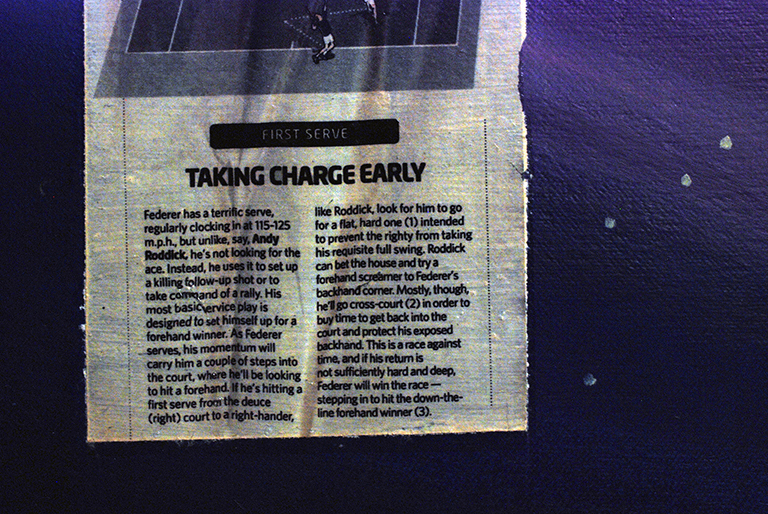 FIRST SERVE
TAKING CHARGE EARLY
Federer has a terrific serve,
regularly clocking in at 115-125
m.p.h., but unlike, say, Andy
Roddick, he's not looking for the
ace. Instead, he uses it to set up
a killing follow-up shot or to
take command of a rally. His
most basic service play is
designed to set himself up for a
forehand winner. As Federer
serves, his momentum will
carry him a couple of steps into
the court, where he'll be looking
to hit a forehand. If he's hitting a
first serve from the deuce
(right) court to a right-hander,
like Roddick, look for him to go
for a flat, hard one (1) intended
to prevent the righty from taking
his requisite full swing. Roddick
can bet the house and try a
forehand screamer to Federer's
backhand corner. Mostly, though,
he'll go cross-court (2) in order to
buy time to get back into the
court and protect his exposed
backhand. This is a race against
time, and if his return is
not sufficiently hard and deep,
Federer will win the race —
stepping in to hit the down-the-
line forehand winner (3).